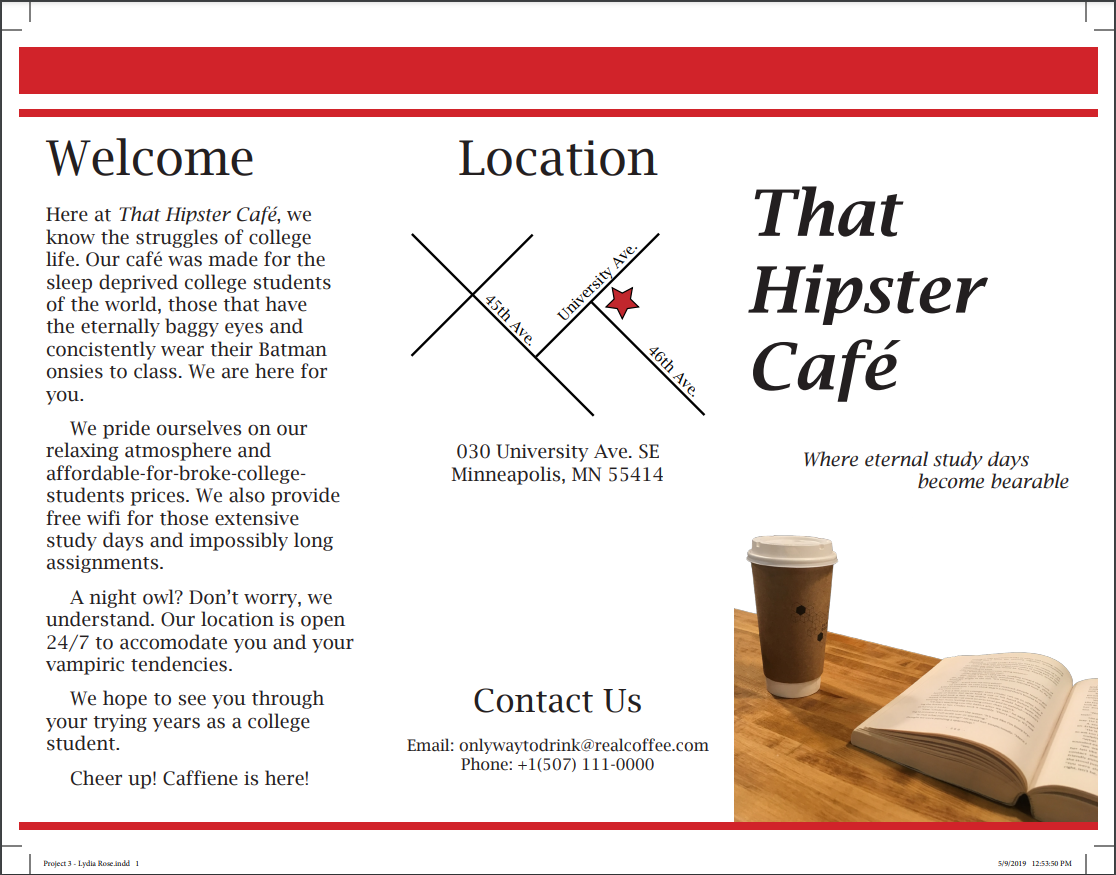 Welcome
Here at That Hipster Café, we
know the struggles of college
life. Our café was made for the
sleep deprived college students
of the world, those that have
the eternally baggy eyes and
concistently wear their Batman
onsies to class. We are here for
you.
We pride ourselves on our
relaxing atmosphere and
affordable-for-broke-college-
students prices. We also provide
free wifi for those extensive
study days and impossibly long
assignments.
A night owl? Don’t worry, we
understand. Our location is open
24/7 to accomodate you and your
vampiric tendencies.
We hope to see you through
your trying years as a college
student.
Cheer up! Caffiene is here!
Location
45th Ave.
University Ave.
46th Ave.
030 University Ave. SE
Minneapolis, MN 55414
Contact Us
Email: onlywaytodrink@realcoffee.com
Phone: +1(507) 111-0000
That
Hipster
Café
Where eternal study days
become bearable
Project 3 - Lydia Rose.indd 1
5/9/2019 12:53:50 PM